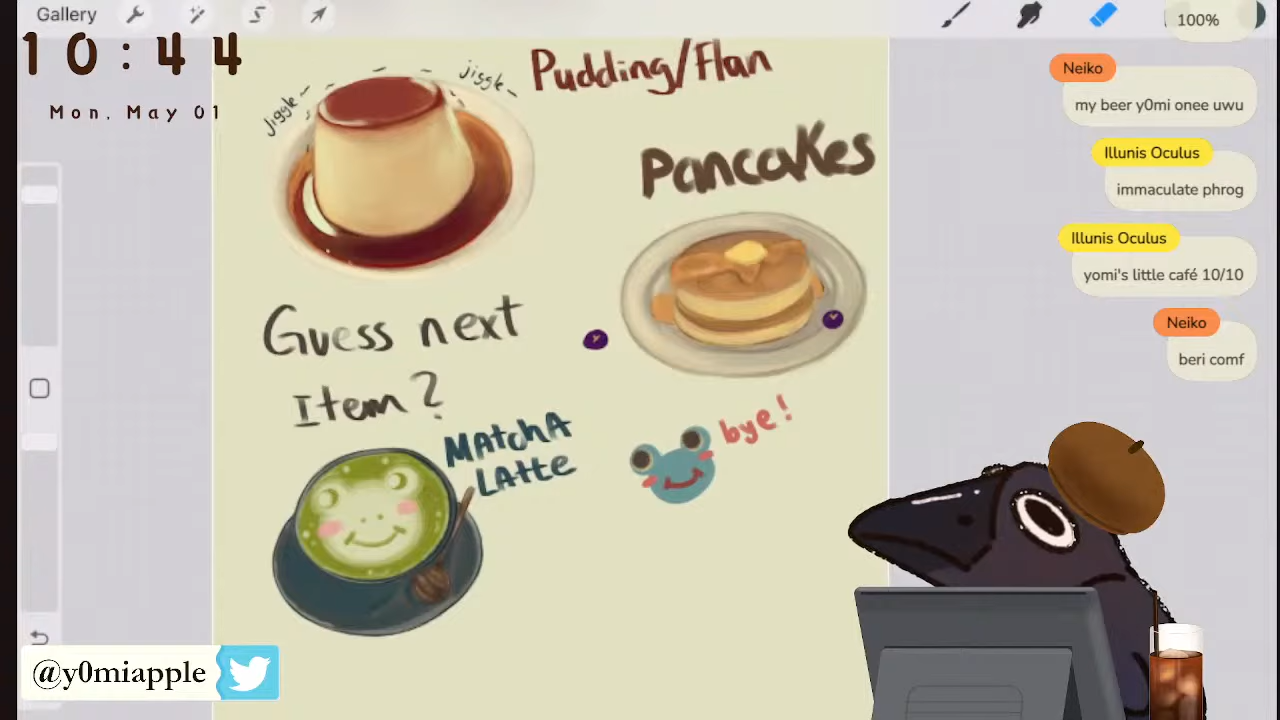 Gallery
100%
10:44
Mon, May 01
jiggle
jiggle
Pudding/Flan
Pancakes
Guess next
Item?
Matcha
Latte
bye!
Neiko
my beer y0mi onee uwu
Illunis Oculus
immaculate phrog
Illunis Oculus
yomi's little café 10/10
Neiko
beri comf
@y0miapple